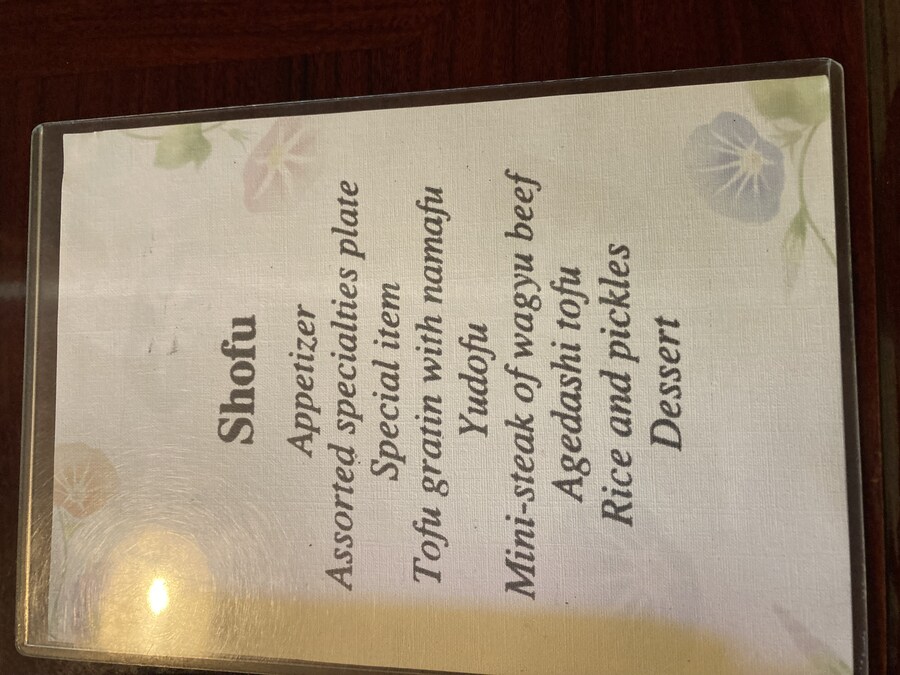 Shofu
Appetizer
Assorted specialties plate
Special item
Tofu gratin with namafu
Yudofu
Mini-steak of wagyu beef
Agedashi tofu
Rice and pickles
Dessert